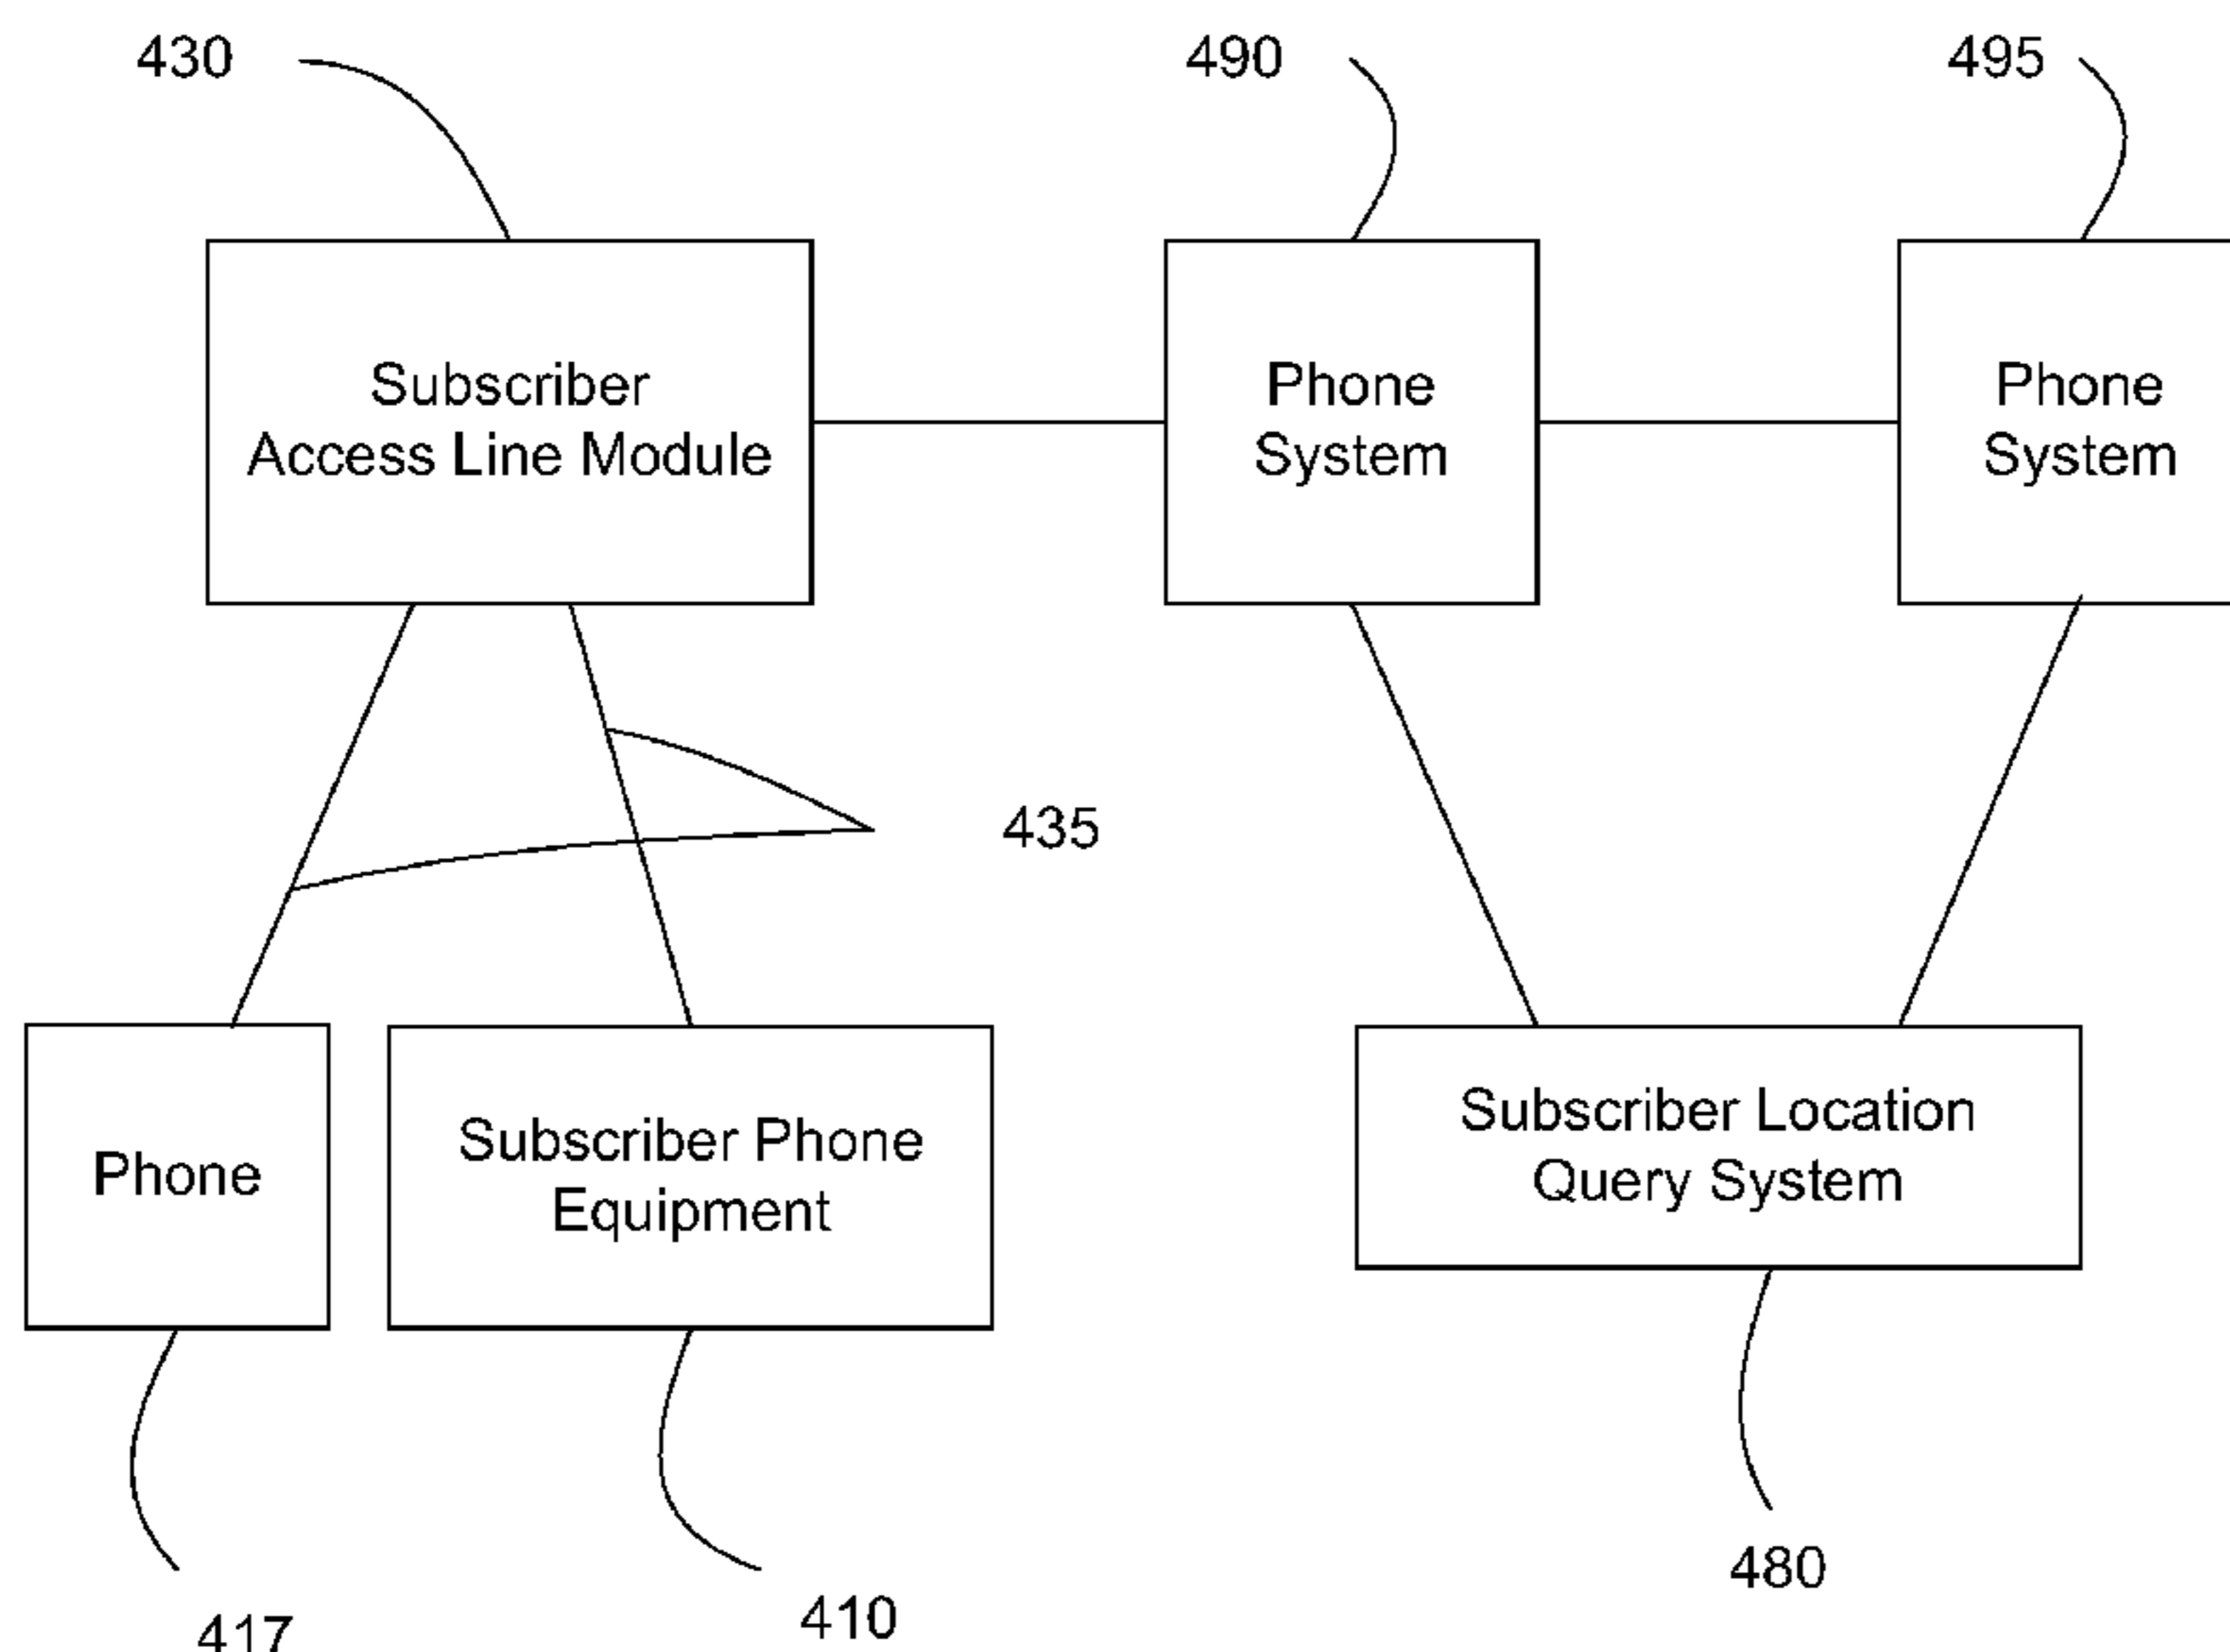 430
490
495
Subscriber
Access Line Module
Phone
System
Phone
System
435
Phone
Subscriber Phone
Equipment
Subscriber Location
Query System
480
410
417